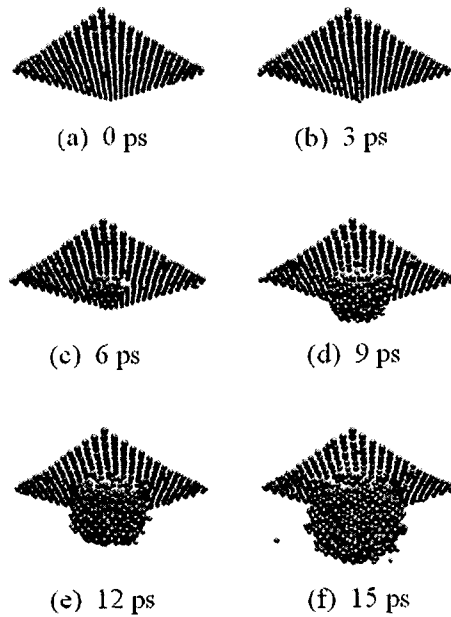 (a) 0 ps
(b) 3 ps
(c) 6 ps
(d) 9 ps
(e) 12 ps
(f) 15 ps